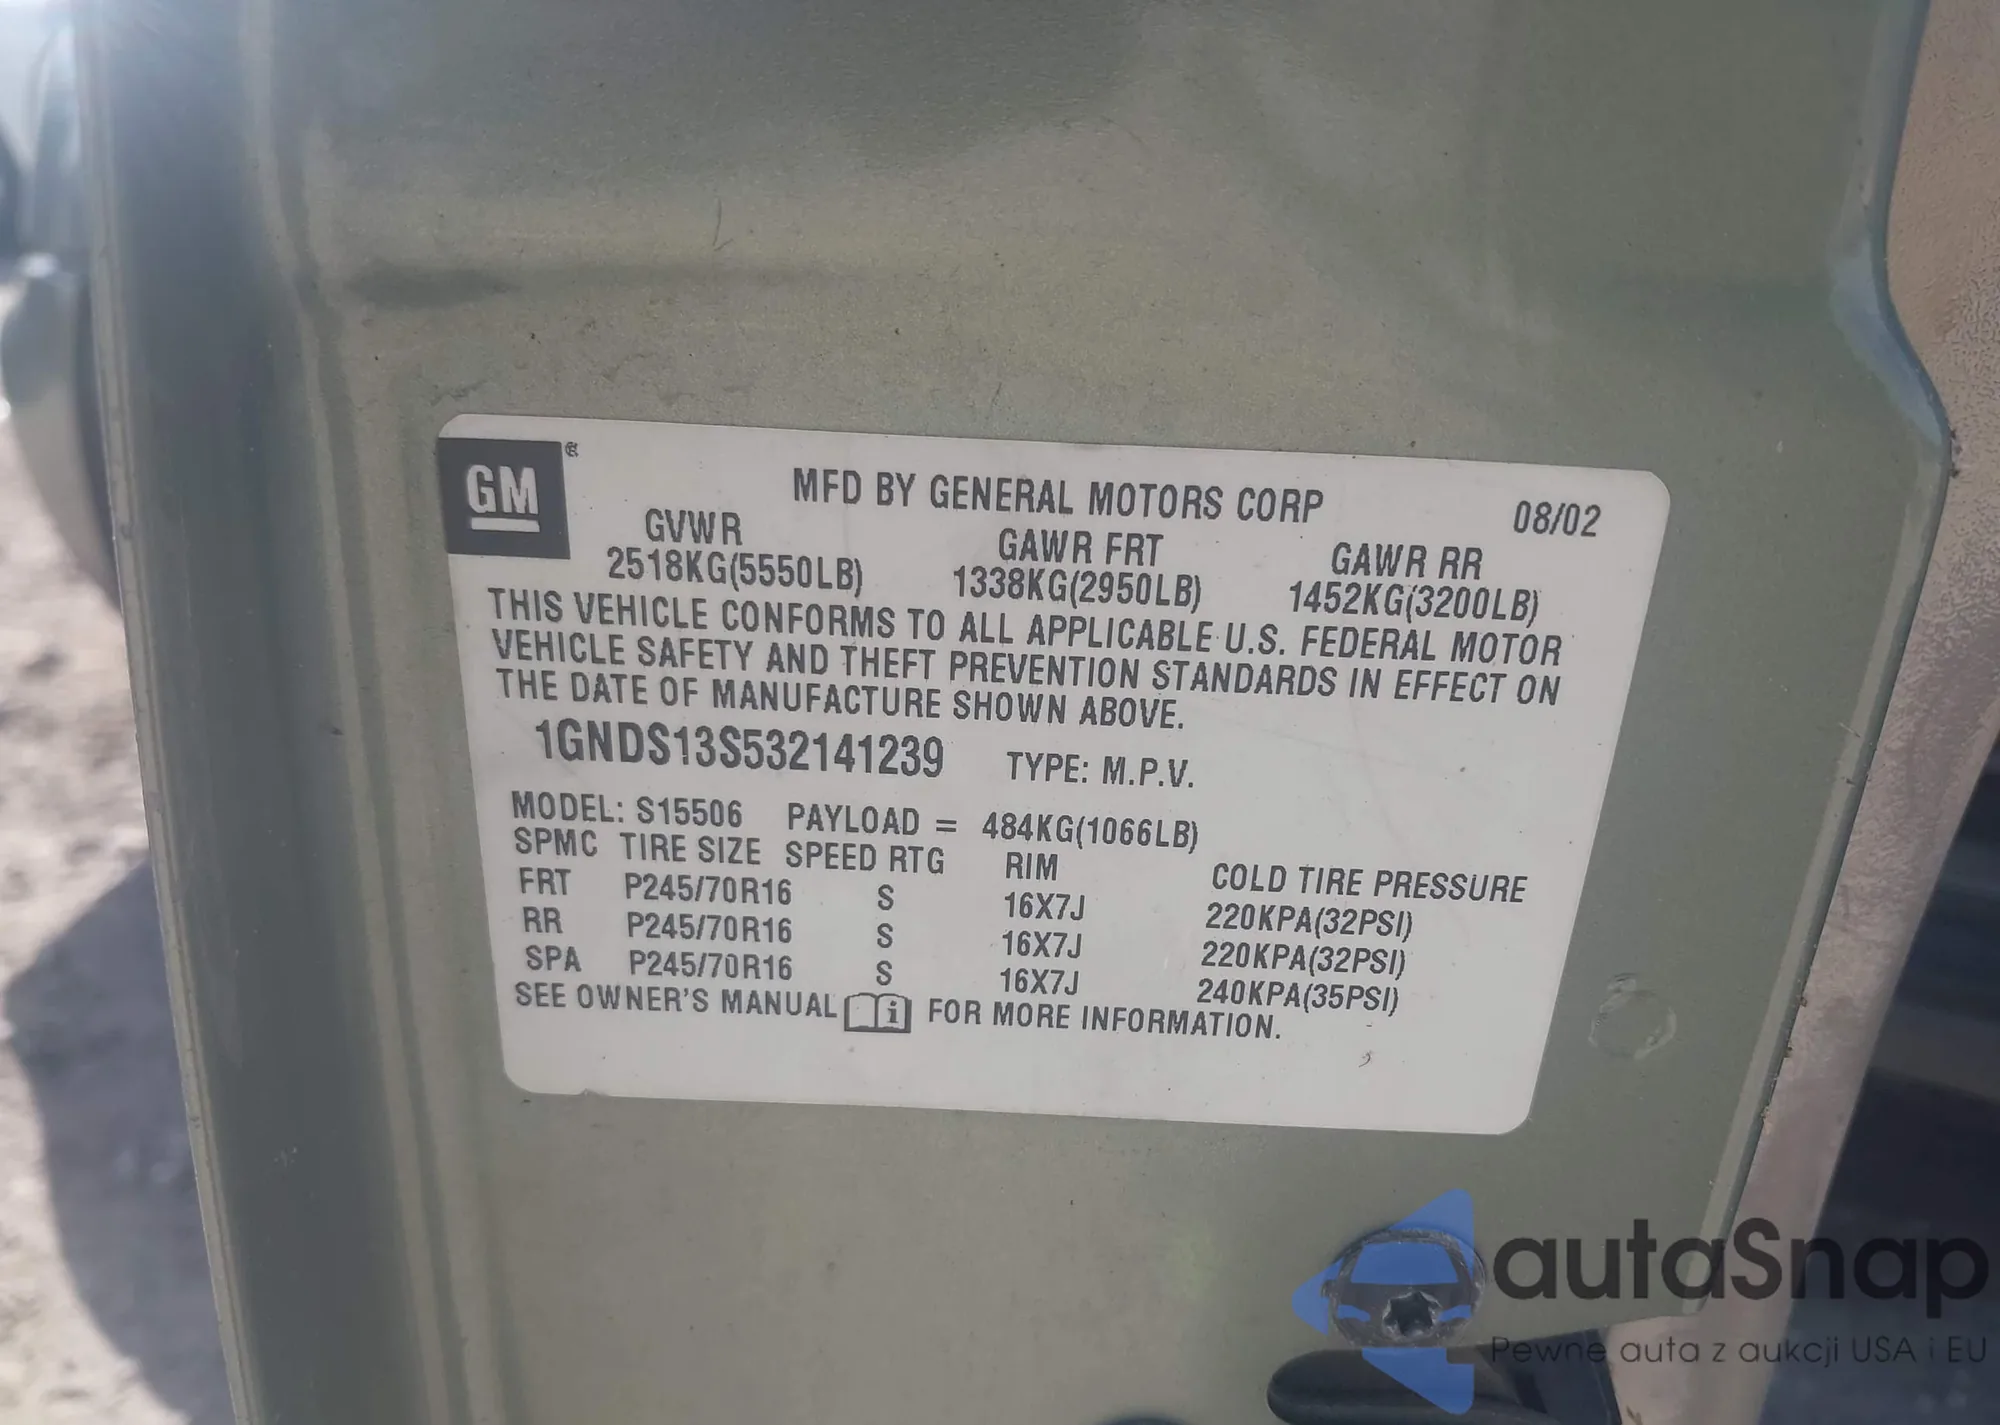 GM
MFD BY GENERAL MOTORS CORP 08/02
GVWR GAWR FRT GAWR RR
2518KG(5550LB) 1338KG(2950LB) 1452KG(3200LB)
THIS VEHICLE CONFORMS TO ALL APPLICABLE U.S. FEDERAL MOTOR
VEHICLE SAFETY AND THEFT PREVENTION STANDARDS IN EFFECT ON
THE DATE OF MANUFACTURE SHOWN ABOVE.
1GNDS13S532141239 TYPE: M.P.V.
MODEL: S15506 PAYLOAD = 484KG(1066LB)
SPMC TIRE SIZE SPEED RTG RIM COLD TIRE PRESSURE
FRT P245/70R16 S 16X7J 220KPA(32PSI)
RR P245/70R16 S 16X7J 220KPA(32PSI)
SPA P245/70R16 S 16X7J 240KPA(35PSI)
SEE OWNER'S MANUAL i FOR MORE INFORMATION.
autaSnap
Pewne auta z aukcji USA i EU